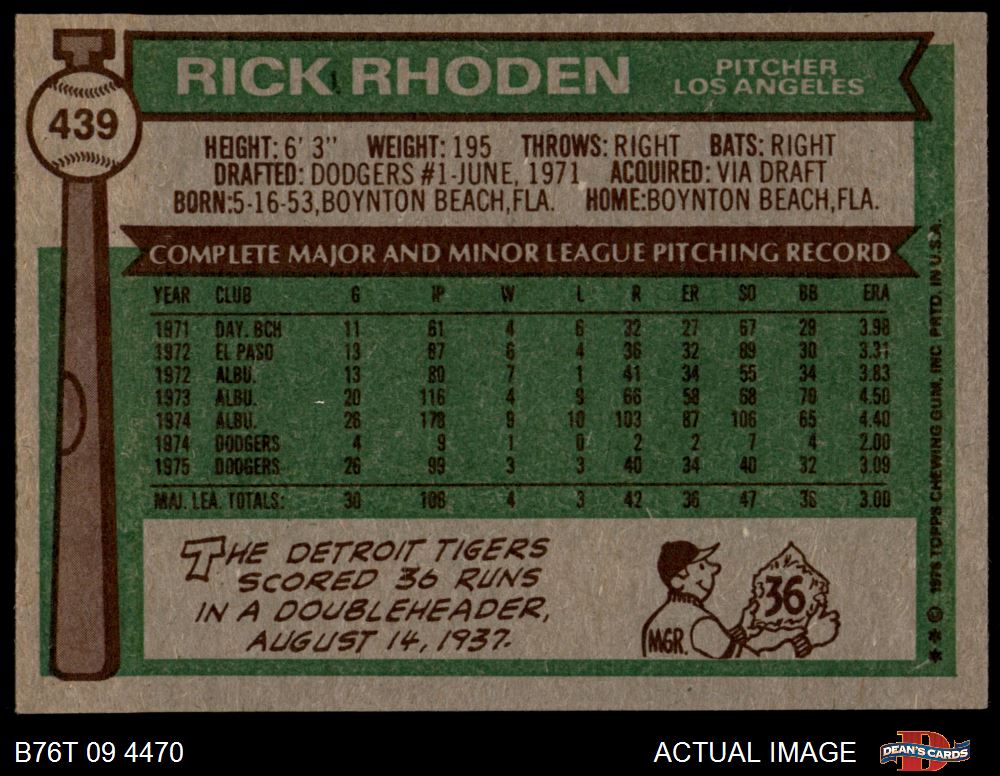 RICK RHODEN
PITCHER
LOS ANGELES
439
HEIGHT: 6' 3" WEIGHT: 195 THROWS: RIGHT BATS: RIGHT
DRAFTED: DODGERS #1-JUNE, 1971 ACQUIRED: VIA DRAFT
BORN:5-16-53,BOYNTON BEACH,FLA. HOME:BOYNTON BEACH,FLA.
COMPLETE MAJOR AND MINOR LEAGUE PITCHING RECORD
YEAR CLUB G IP W L R ER SO BB ERA
1971 DAY. BCH 11 61 4 6 32 27 67 29 3.98
1972 EL PASO 13 87 6 4 36 32 89 30 3.31
1972 ALBU. 13 80 7 1 41 34 55 34 3.83
1973 ALBU. 20 116 4 9 66 58 68 70 4.50
1974 ALBU. 26 178 9 10 103 87 106 65 4.40
1974 DODGERS 4 9 1 0 2 2 7 4 2.00
1975 DODGERS 26 99 3 3 40 34 40 32 3.09
MAJ. LEA. TOTALS: 30 108 4 3 42 36 47 36 3.00
THE DETROIT TIGERS
SCORED 36 RUNS
IN A DOUBLEHEADER,
AUGUST 14, 1937.
MGR.
36
** © 1976 TOPPS CHEWING GUM, INC. PRTD. IN U.S.A.
B76T 09 4470
ACTUAL IMAGE
D
DEAN'S CARDS